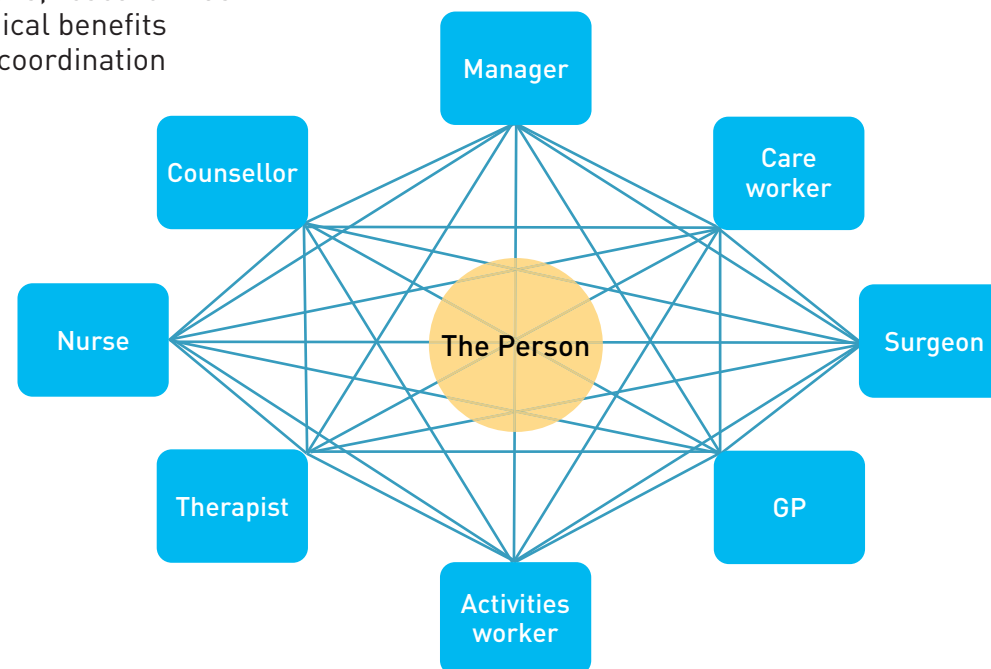 ical benefits
coordination
Manager
Counsellor
Care
worker
Nurse
The Person
Surgeon
Therapist
GP
Activities
worker